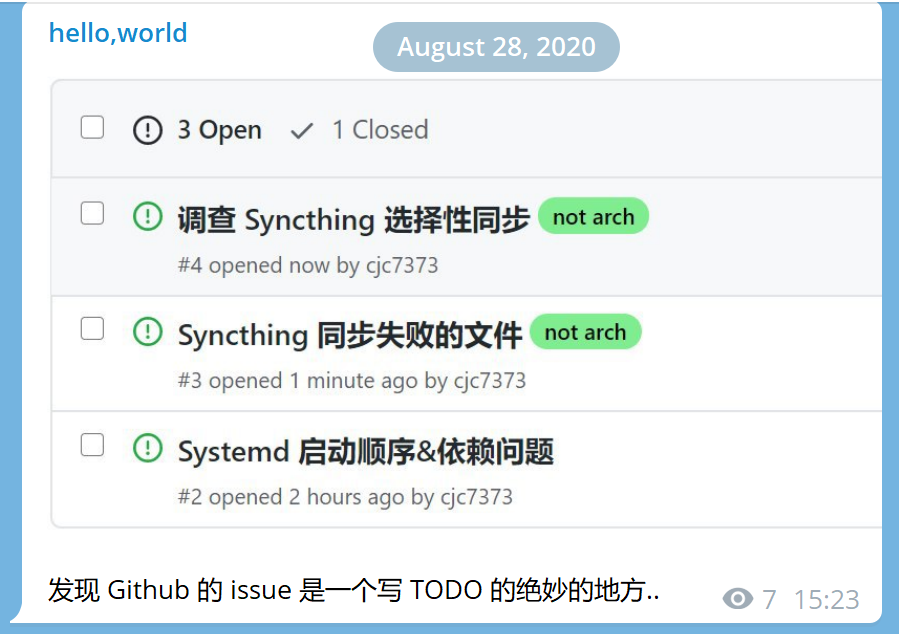 hello,world
August 28, 2020
3 Open 1 Closed
调查 Syncthing 选择性同步 not arch
#4 opened now by cjc7373
Syncthing 同步失败的文件 not arch
#3 opened 1 minute ago by cjc7373
Systemd 启动顺序&依赖问题
#2 opened 2 hours ago by cjc7373
发现 Github 的 issue 是一个写 TODO 的绝妙的地方..
7 15:23